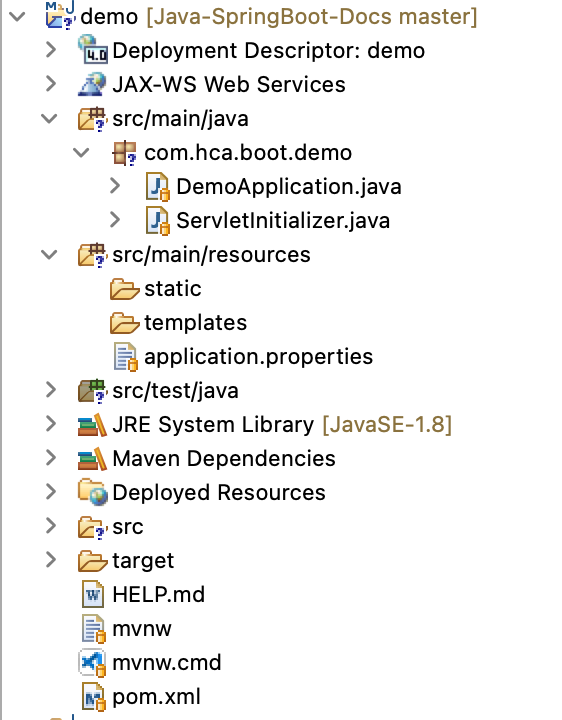 demo [Java-SpringBoot-Docs master]
Deployment Descriptor: demo
JAX-WS Web Services
src/main/java
com.hca.boot.demo
DemoApplication.java
ServletInitializer.java
src/main/resources
static
templates
application.properties
src/test/java
JRE System Library [JavaSE-1.8]
Maven Dependencies
Deployed Resources
src
target
HELP.md
mvnw
mvnw.cmd
pom.xml